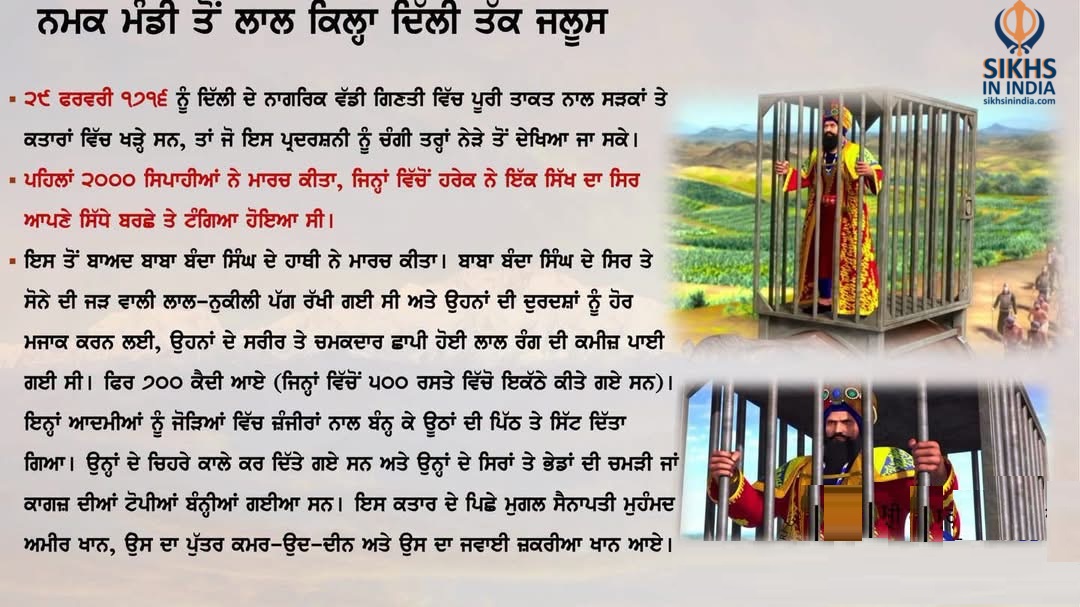 ਨਮਕ ਮੰਡੀ ਤੋਂ ਲਾਲ ਕਿਲ੍ਹਾ ਦਿੱਲੀ ਤੱਕ ਜਲੂਸ
SIKHS
IN INDIA
sikhsinindia.com
▪ ੨੯ ਫਰਵਰੀ ੧੭੧੬ ਨੂੰ ਦਿੱਲੀ ਦੇ ਨਾਗਰਿਕ ਵੱਡੀ ਗਿਣਤੀ ਵਿੱਚ ਪੂਰੀ ਤਾਕਤ ਨਾਲ ਸੜਕਾਂ ਤੇ
ਕਤਾਰਾਂ ਵਿੱਚ ਖੜ੍ਹੇ ਸਨ, ਤਾਂ ਜੋ ਇਸ ਪ੍ਰਦਰਸ਼ਨੀ ਨੂੰ ਚੰਗੀ ਤਰ੍ਹਾਂ ਨੇੜੇ ਤੋਂ ਦੇਖਿਆ ਜਾ ਸਕੇ।
▪ ਪਹਿਲਾਂ ੨੦੦੦ ਸਿਪਾਹੀਆਂ ਨੇ ਮਾਰਚ ਕੀਤਾ, ਜਿਨ੍ਹਾਂ ਵਿੱਚੋਂ ਹਰੇਕ ਨੇ ਇੱਕ ਸਿੱਖ ਦਾ ਸਿਰ
ਆਪਣੇ ਸਿੱਧੇ ਬਰਛੇ ਤੇ ਟੰਗਿਆ ਹੋਇਆ ਸੀ।
▪ ਇਸ ਤੋਂ ਬਾਅਦ ਬਾਬਾ ਬੰਦਾ ਸਿੰਘ ਦੇ ਹਾਥੀ ਨੇ ਮਾਰਚ ਕੀਤਾ। ਬਾਬਾ ਬੰਦਾ ਸਿੰਘ ਦੇ ਸਿਰ ਤੇ
ਸੋਨੇ ਦੀ ਜੜ ਵਾਲੀ ਲਾਲ-ਨੁਕੀਲੀ ਪੱਗ ਰੱਖੀ ਗਈ ਸੀ ਅਤੇ ਉਹਨਾਂ ਦੀ ਦੁਰਦਸ਼ਾਂ ਨੂੰ ਹੋਰ
ਮਜਾਕ ਕਰਨ ਲਈ, ਉਹਨਾਂ ਦੇ ਸਰੀਰ ਤੇ ਚਮਕਦਾਰ ਛਾਪੀ ਹੋਈ ਲਾਲ ਰੰਗ ਦੀ ਕਮੀਜ਼ ਪਾਈ
ਗਈ ਸੀ। ਫਿਰ ੭੦੦ ਕੈਦੀ ਆਏ (ਜਿਨ੍ਹਾਂ ਵਿੱਚੋਂ ੫੦੦ ਰਸਤੇ ਵਿੱਚੋ ਇਕੱਠੇ ਕੀਤੇ ਗਏ ਸਨ)।
ਇਨ੍ਹਾਂ ਆਦਮੀਆਂ ਨੂੰ ਜੋੜਿਆਂ ਵਿੱਚ ਜ਼ੰਜੀਰਾਂ ਨਾਲ ਬੰਨ੍ਹ ਕੇ ਊਠਾਂ ਦੀ ਪਿੱਠ ਤੇ ਸਿੱਟ ਦਿੱਤਾ
ਗਿਆ। ਉਨ੍ਹਾਂ ਦੇ ਚਿਹਰੇ ਕਾਲੇ ਕਰ ਦਿੱਤੇ ਗਏ ਸਨ ਅਤੇ ਉਨ੍ਹਾਂ ਦੇ ਸਿਰਾਂ ਤੇ ਭੇਡਾਂ ਦੀ ਚਮੜੀ ਜਾਂ
ਕਾਗਜ਼ ਦੀਆਂ ਟੋਪੀਆਂ ਬੰਨ੍ਹੀਆਂ ਗਈਆ ਸਨ। ਇਸ ਕਤਾਰ ਦੇ ਪਿਛੇ ਮੁਗਲ ਸੈਨਾਪਤੀ ਮੁਹੰਮਦ
ਅਮੀਰ ਖਾਨ, ਉਸ ਦਾ ਪੁੱਤਰ ਕਮਰ-ਉਦ-ਦੀਨ ਅਤੇ ਉਸ ਦਾ ਜਵਾਈ ਜ਼ਕਰੀਆ ਖਾਨ ਆਏ।